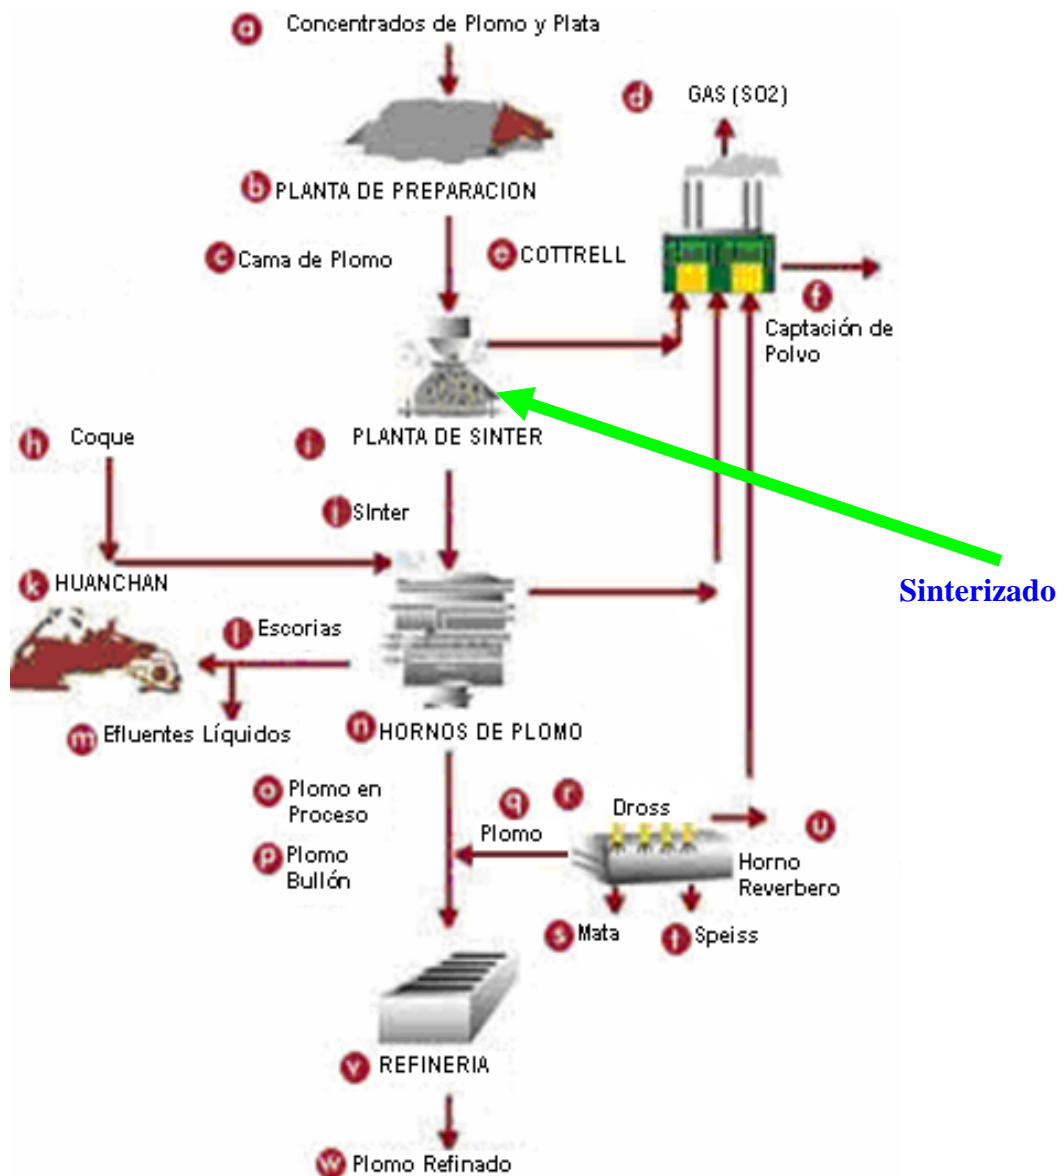 a Concentrados de Plomo y Plata
d GAS (SO2)
b PLANTA DE PREPARACION
c Cama de Plomo
e COTTRELL
f
Captación de
Polvo
h Coque
i PLANTA DE SINTER
j Sinter
Sinterizado
k HUANCHAN
l Escorias
m Efluentes Líquidos
n HORNOS DE PLOMO
o Plomo en
Proceso
q Plomo
r Dross
u
p Plomo
Bullón
Horno
Reverbero
s Mata
t Speiss
v REFINERIA
w Plomo Refinado